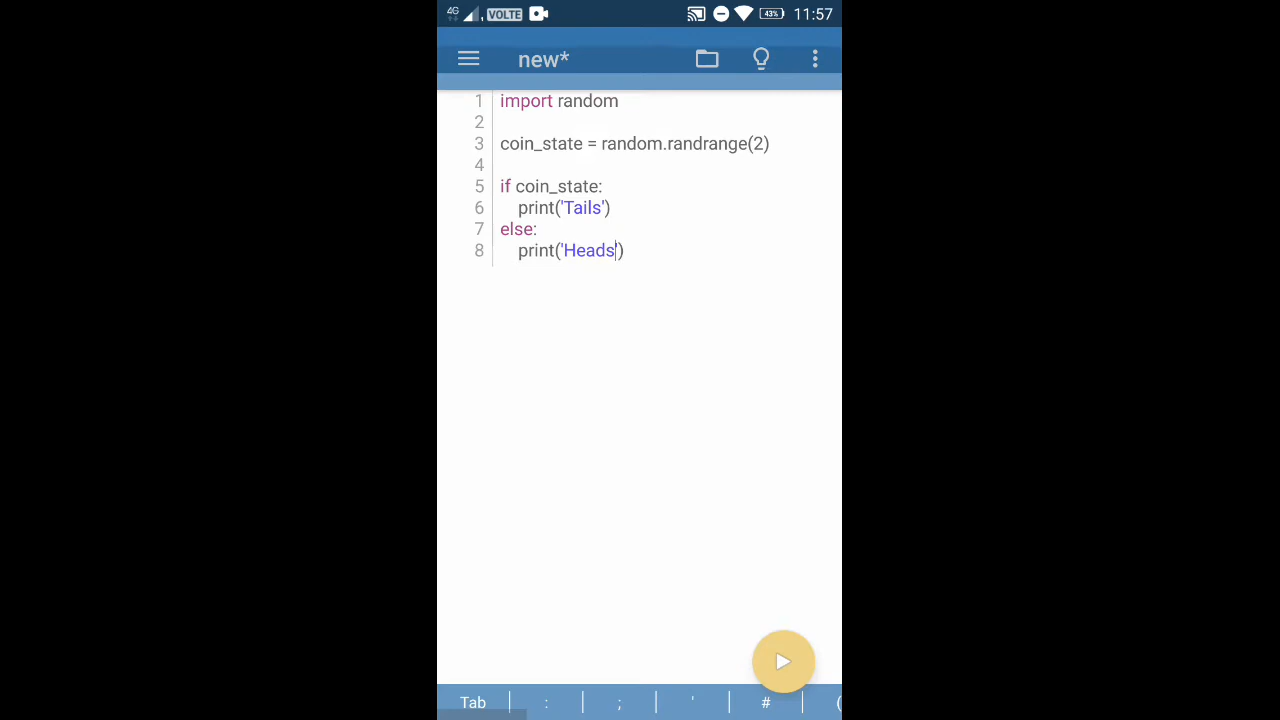 4G VOLTE 43% 11:57
new*
1 import random
2
3 coin_state = random.randrange(2)
4
5 if coin_state:
6 print('Tails')
7 else:
8 print('Heads')
Tab : ; ' # (